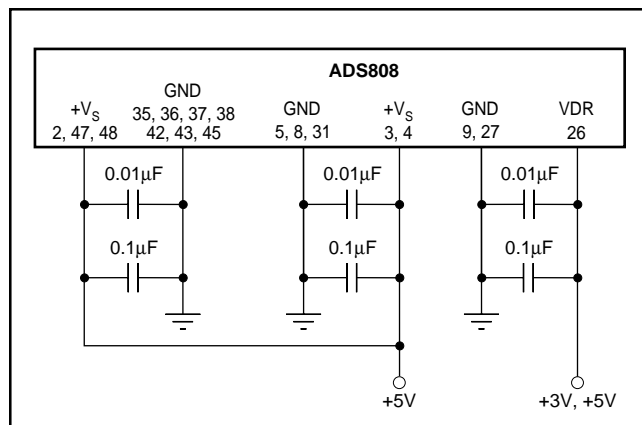 ADS808
+VS
2, 47, 48
GND
35, 36, 37, 38
42, 43, 45
GND
5, 8, 31
+VS
3, 4
GND
9, 27
VDR
26
0.01µF
0.01µF
0.01µF
0.1µF
0.1µF
0.1µF
+5V
+3V, +5V